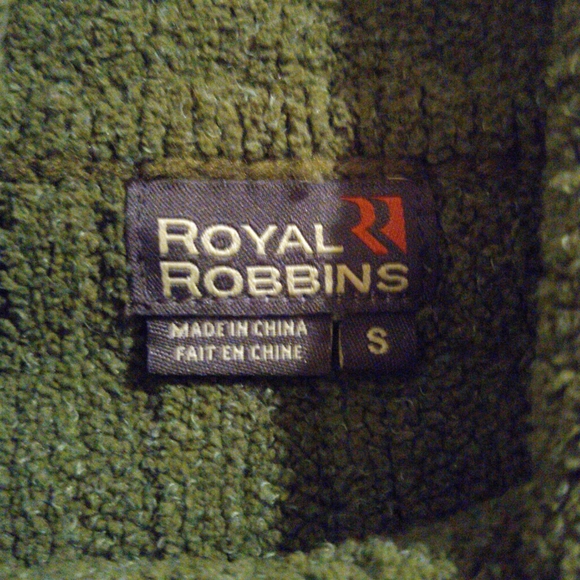 ROYAL
ROBBINS
MADE IN CHINA
FAIT EN CHINE
S